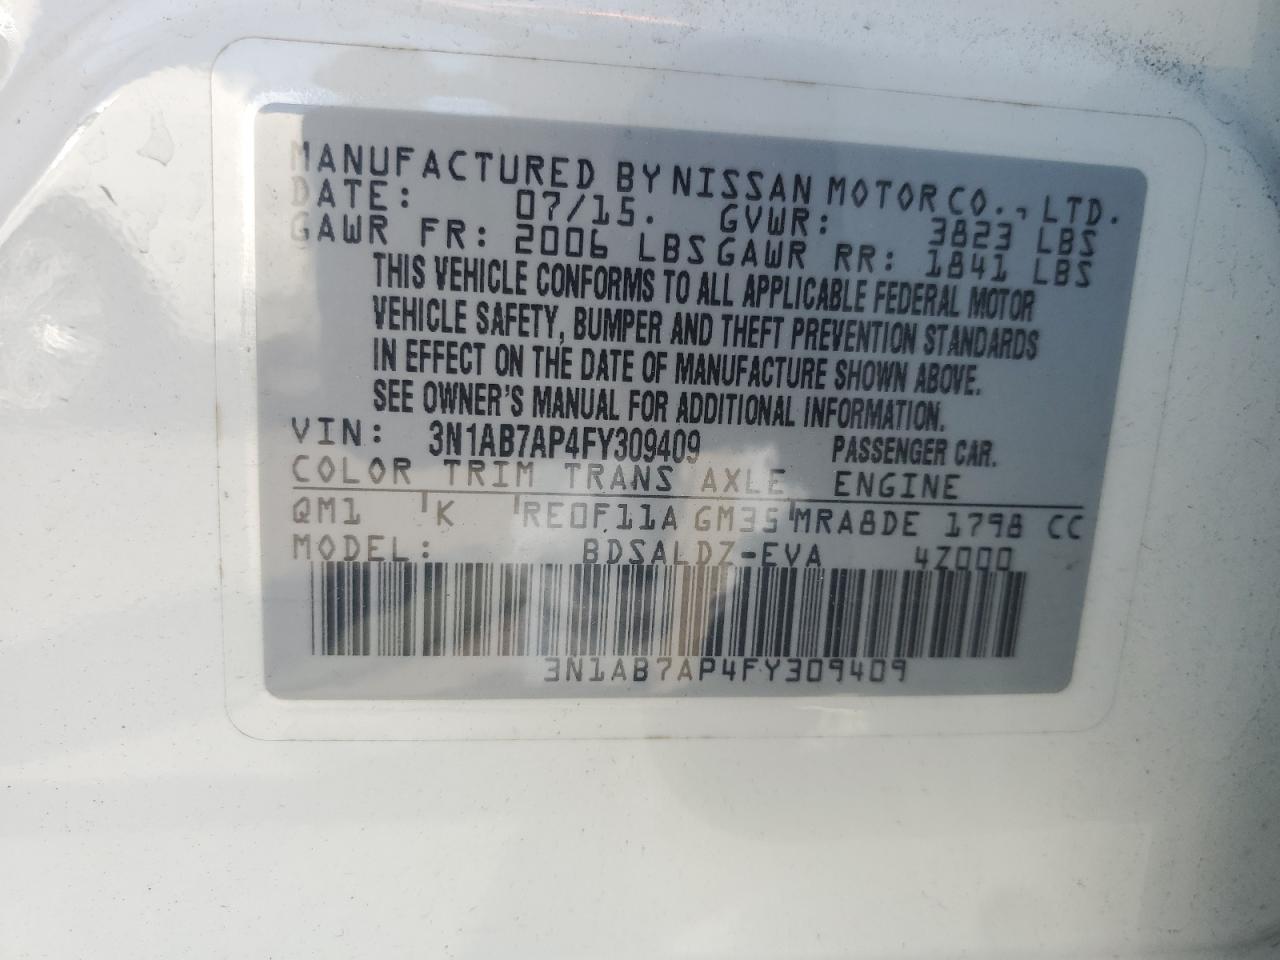 MANUFACTURED BY NISSAN MOTOR CO., LTD.
DATE: 07/15. GVWR: 3823 LBS
GAWR FR: 2006 LBS GAWR RR: 1841 LBS
THIS VEHICLE CONFORMS TO ALL APPLICABLE FEDERAL MOTOR
VEHICLE SAFETY, BUMPER AND THEFT PREVENTION STANDARDS
IN EFFECT ON THE DATE OF MANUFACTURE SHOWN ABOVE.
SEE OWNER'S MANUAL FOR ADDITIONAL INFORMATION.
VIN: 3N1AB7AP4FY309409 PASSENGER CAR.
COLOR TRIM TRANS AXLE ENGINE
QM1 K RE0F11A GM35 MRA8DE 1798 CC
MODEL: BDSALDZ-EVA 4Z000
3N1AB7AP4FY309409